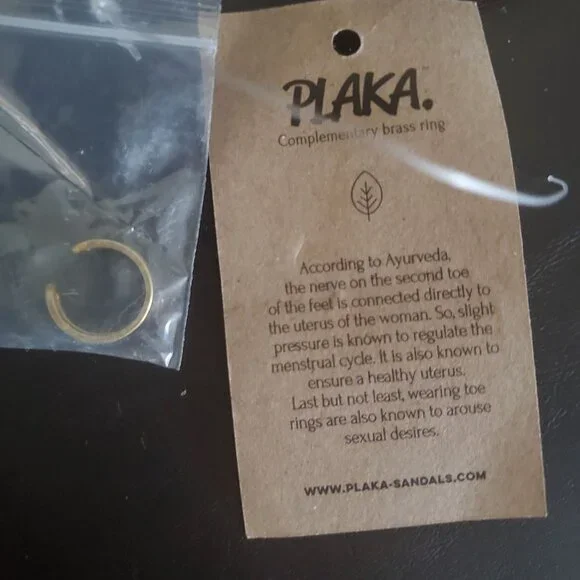 PLAKA.™
Complementary brass ring
According to Ayurveda,
the nerve on the second toe
of the feel is connected directly to
the uterus of the woman. So, slight
pressure is known to regulate the
menstrual cycle. It is also known to
ensure a healthy uterus.
Last but not least, wearing toe
rings are also known to arouse
sexual desires.
WWW.PLAKA-SANDALS.COM